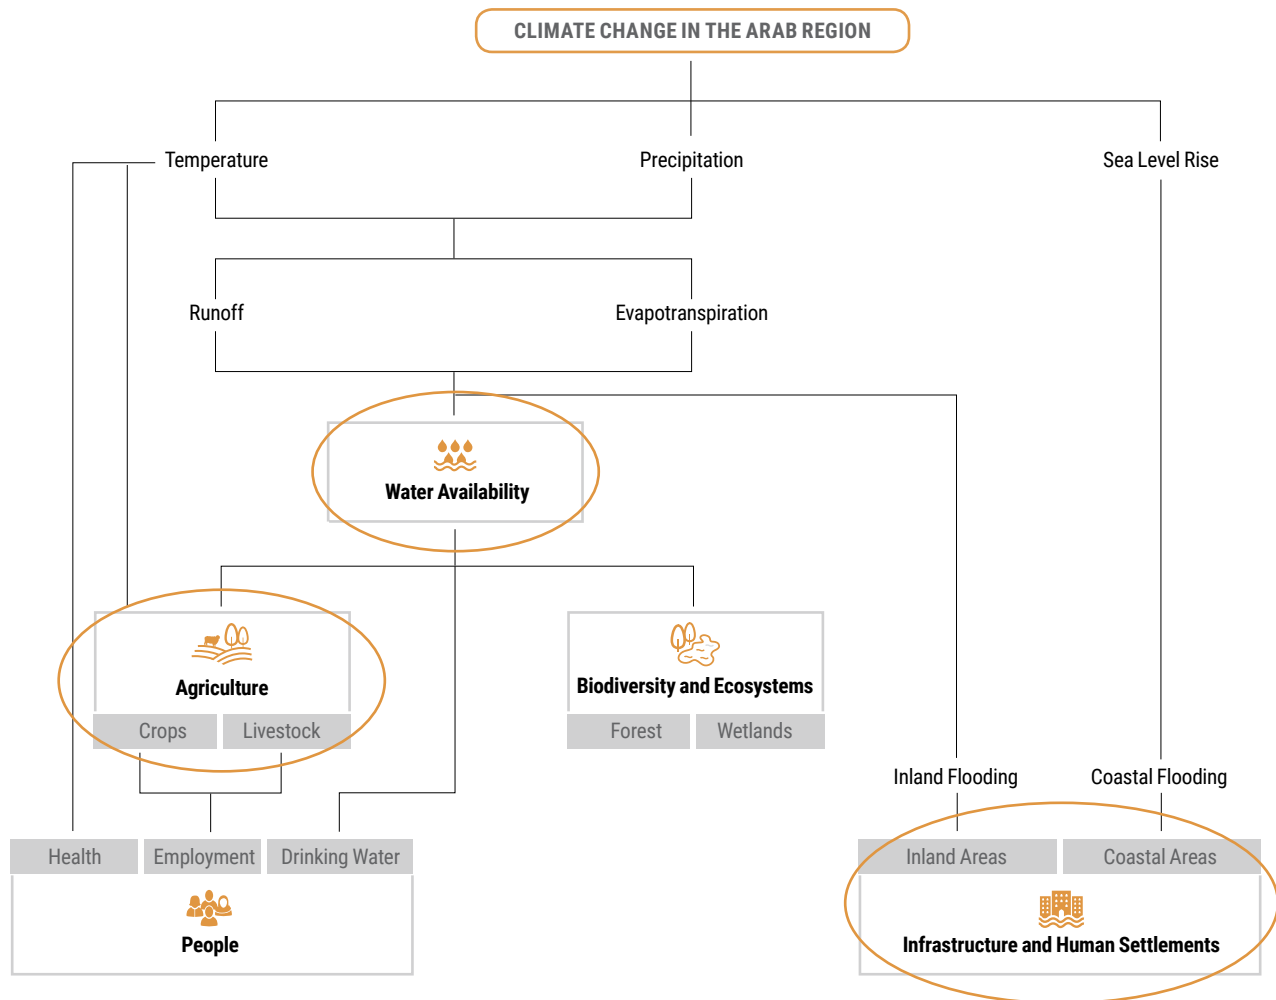 CLIMATE CHANGE IN THE ARAB REGION
Temperature
Precipitation
Sea Level Rise
Runoff
Evapotranspiration
Water Availability
Agriculture
Crops
Livestock
Biodiversity and Ecosystems
Forest
Wetlands
Inland Flooding
Coastal Flooding
Health
Employment
Drinking Water
People
Inland Areas
Coastal Areas
Infrastructure and Human Settlements